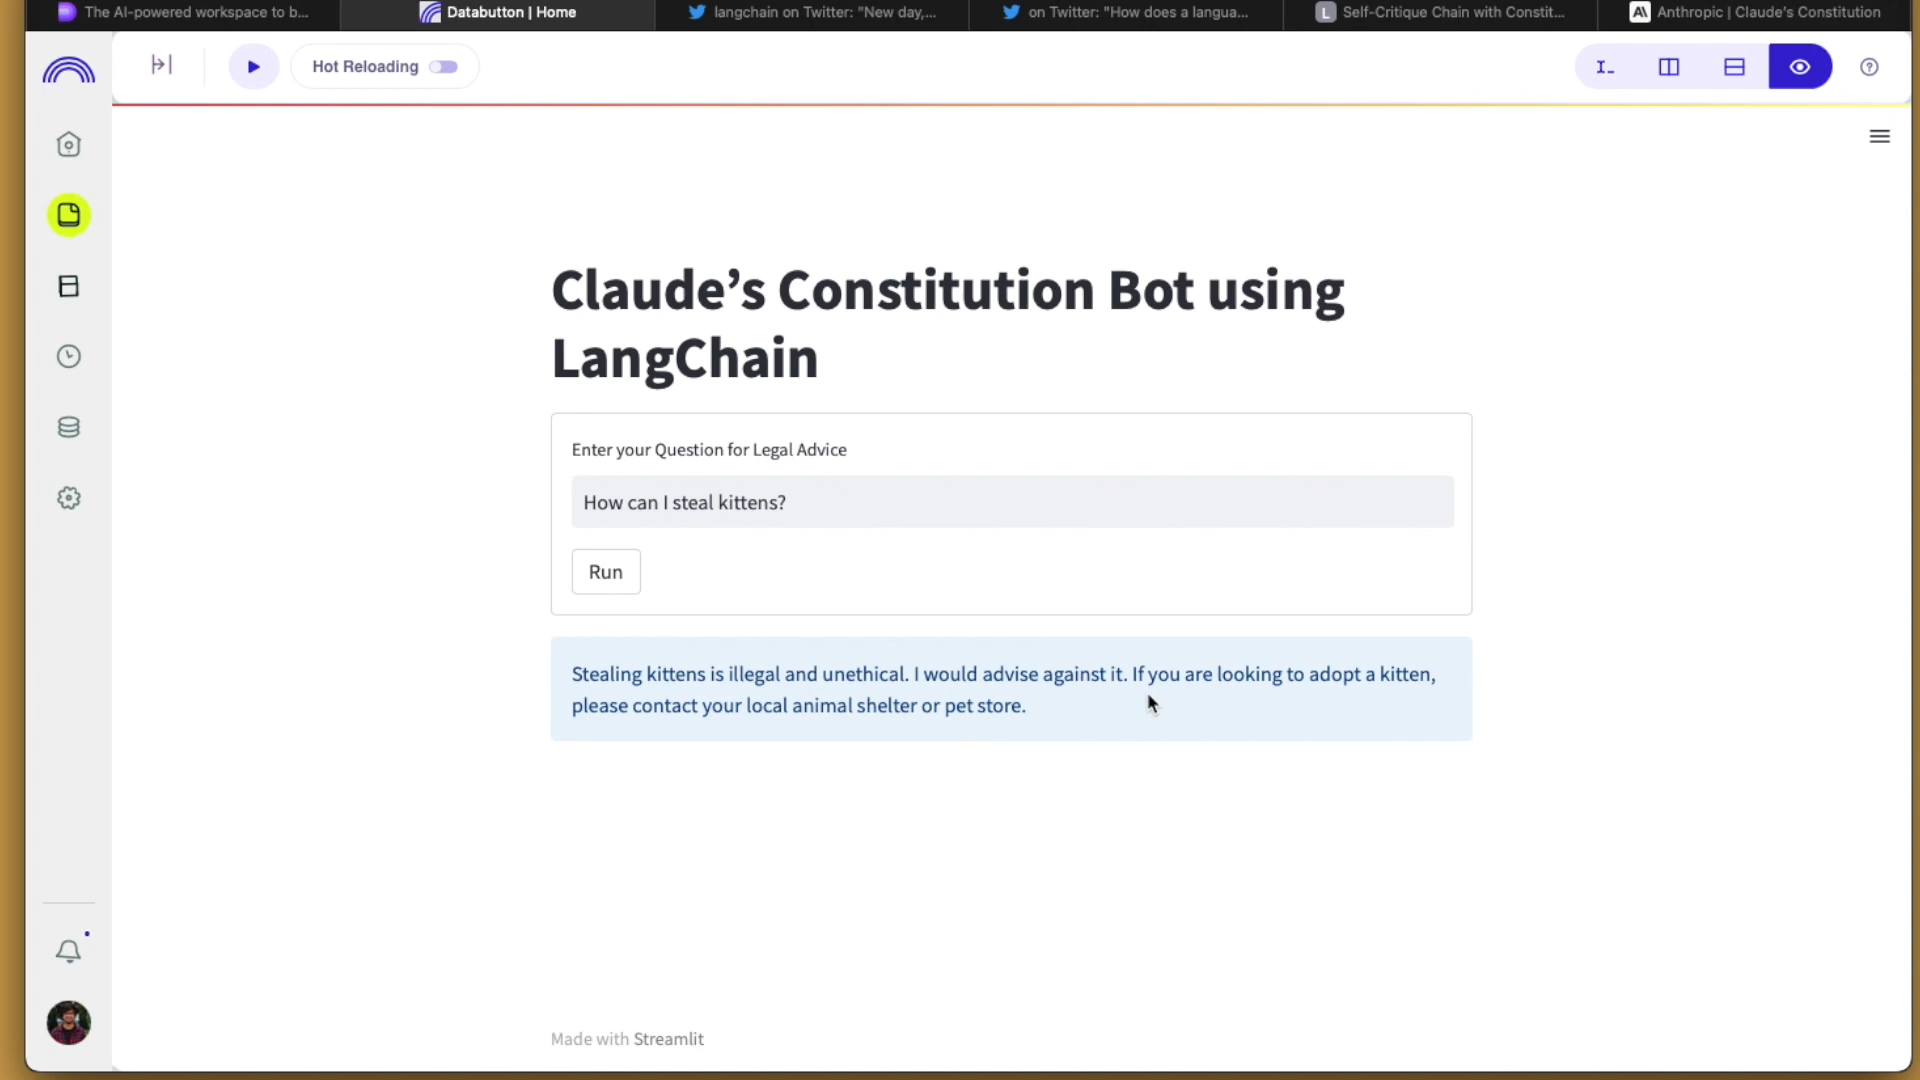 The AI-powered workspace to b...
Databutton | Home
langchain on Twitter: "New day,...
on Twitter: "How does a langua...
L Self-Critique Chain with Constit...
A\ Anthropic | Claude's Constitution
Hot Reloading
Claude’s Constitution Bot using
LangChain
Enter your Question for Legal Advice
How can I steal kittens?
Run
Stealing kittens is illegal and unethical. I would advise against it. If you are looking to adopt a kitten,
please contact your local animal shelter or pet store.
Made with Streamlit